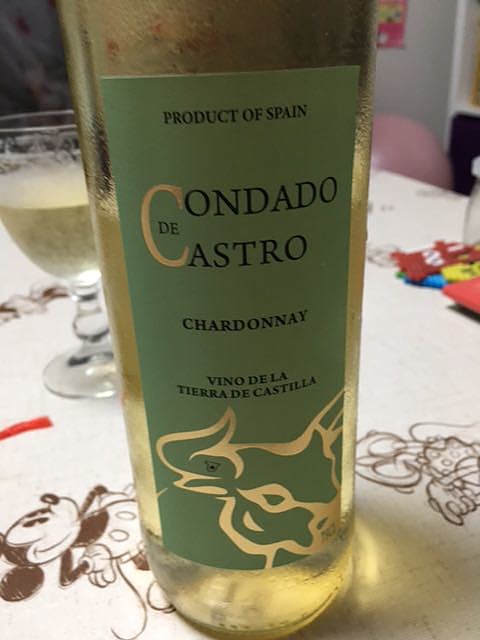 PRODUCT OF SPAIN
CONDADO
DE
CASTRO
CHARDONNAY
VINO DE LA
TIERRA DE CASTILLA